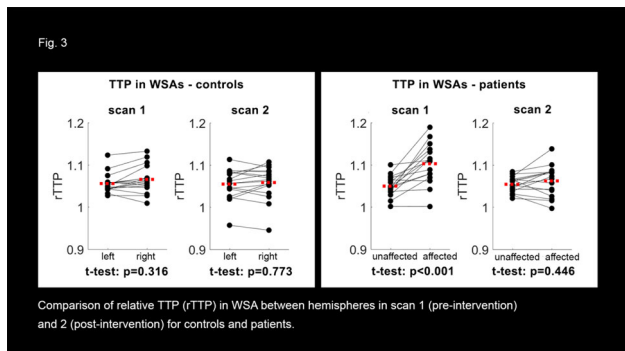 Fig. 3
TTP in WSAs - controls
scan 1
scan 2
rTTP
1.2
1.1
1
0.9
left
right
t-test: p=0.316
rTTP
1.2
1.1
1
0.9
left
right
t-test: p=0.773
TTP in WSAs - patients
scan 1
scan 2
rTTP
1.2
1.1
1
0.9
unaffected
affected
t-test: p<0.001
rTTP
1.2
1.1
1
0.9
unaffected
affected
t-test: p=0.446
Comparison of relative TTP (rTTP) in WSA between hemispheres in scan 1 (pre-intervention)
and 2 (post-intervention) for controls and patients.